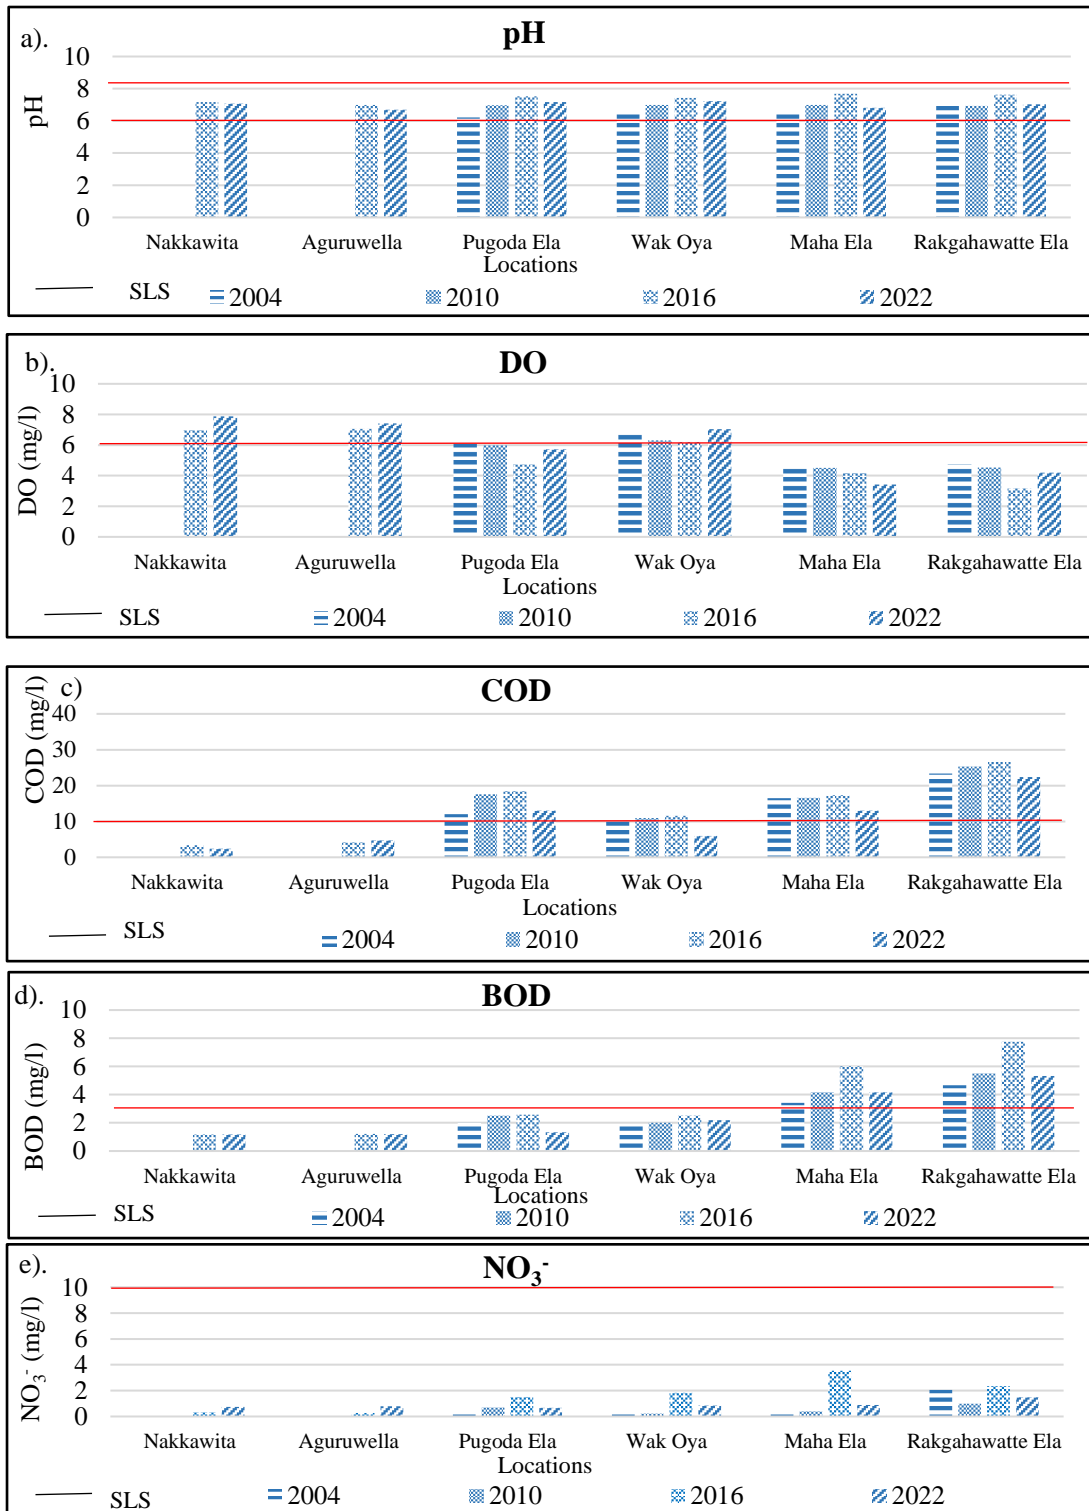 a).
pH
10
8
6
4
2
0
pH
Nakkawita Aguruwella Pugoda Ela Wak Oya Maha Ela Rakgahawatte Ela
Locations
SLS 2004 2010 2016 2022
b).
DO
10
8
6
4
2
0
DO (mg/l)
Nakkawita Aguruwella Pugoda Ela Wak Oya Maha Ela Rakgahawatte Ela
Locations
SLS 2004 2010 2016 2022
c)
COD
40
30
20
10
0
COD (mg/l)
Nakkawita Aguruwella Pugoda Ela Wak Oya Maha Ela Rakgahawatte Ela
Locations
SLS 2004 2010 2016 2022
d).
BOD
10
8
6
4
2
0
BOD (mg/l)
Nakkawita Aguruwella Pugoda Ela Wak Oya Maha Ela Rakgahawatte Ela
Locations
SLS 2004 2010 2016 2022
e).
NO₃⁻
10
8
6
4
2
0
NO₃⁻ (mg/l)
Nakkawita Aguruwella Pugoda Ela Wak Oya Maha Ela Rakgahawatte Ela
Locations
SLS 2004 2010 2016 2022